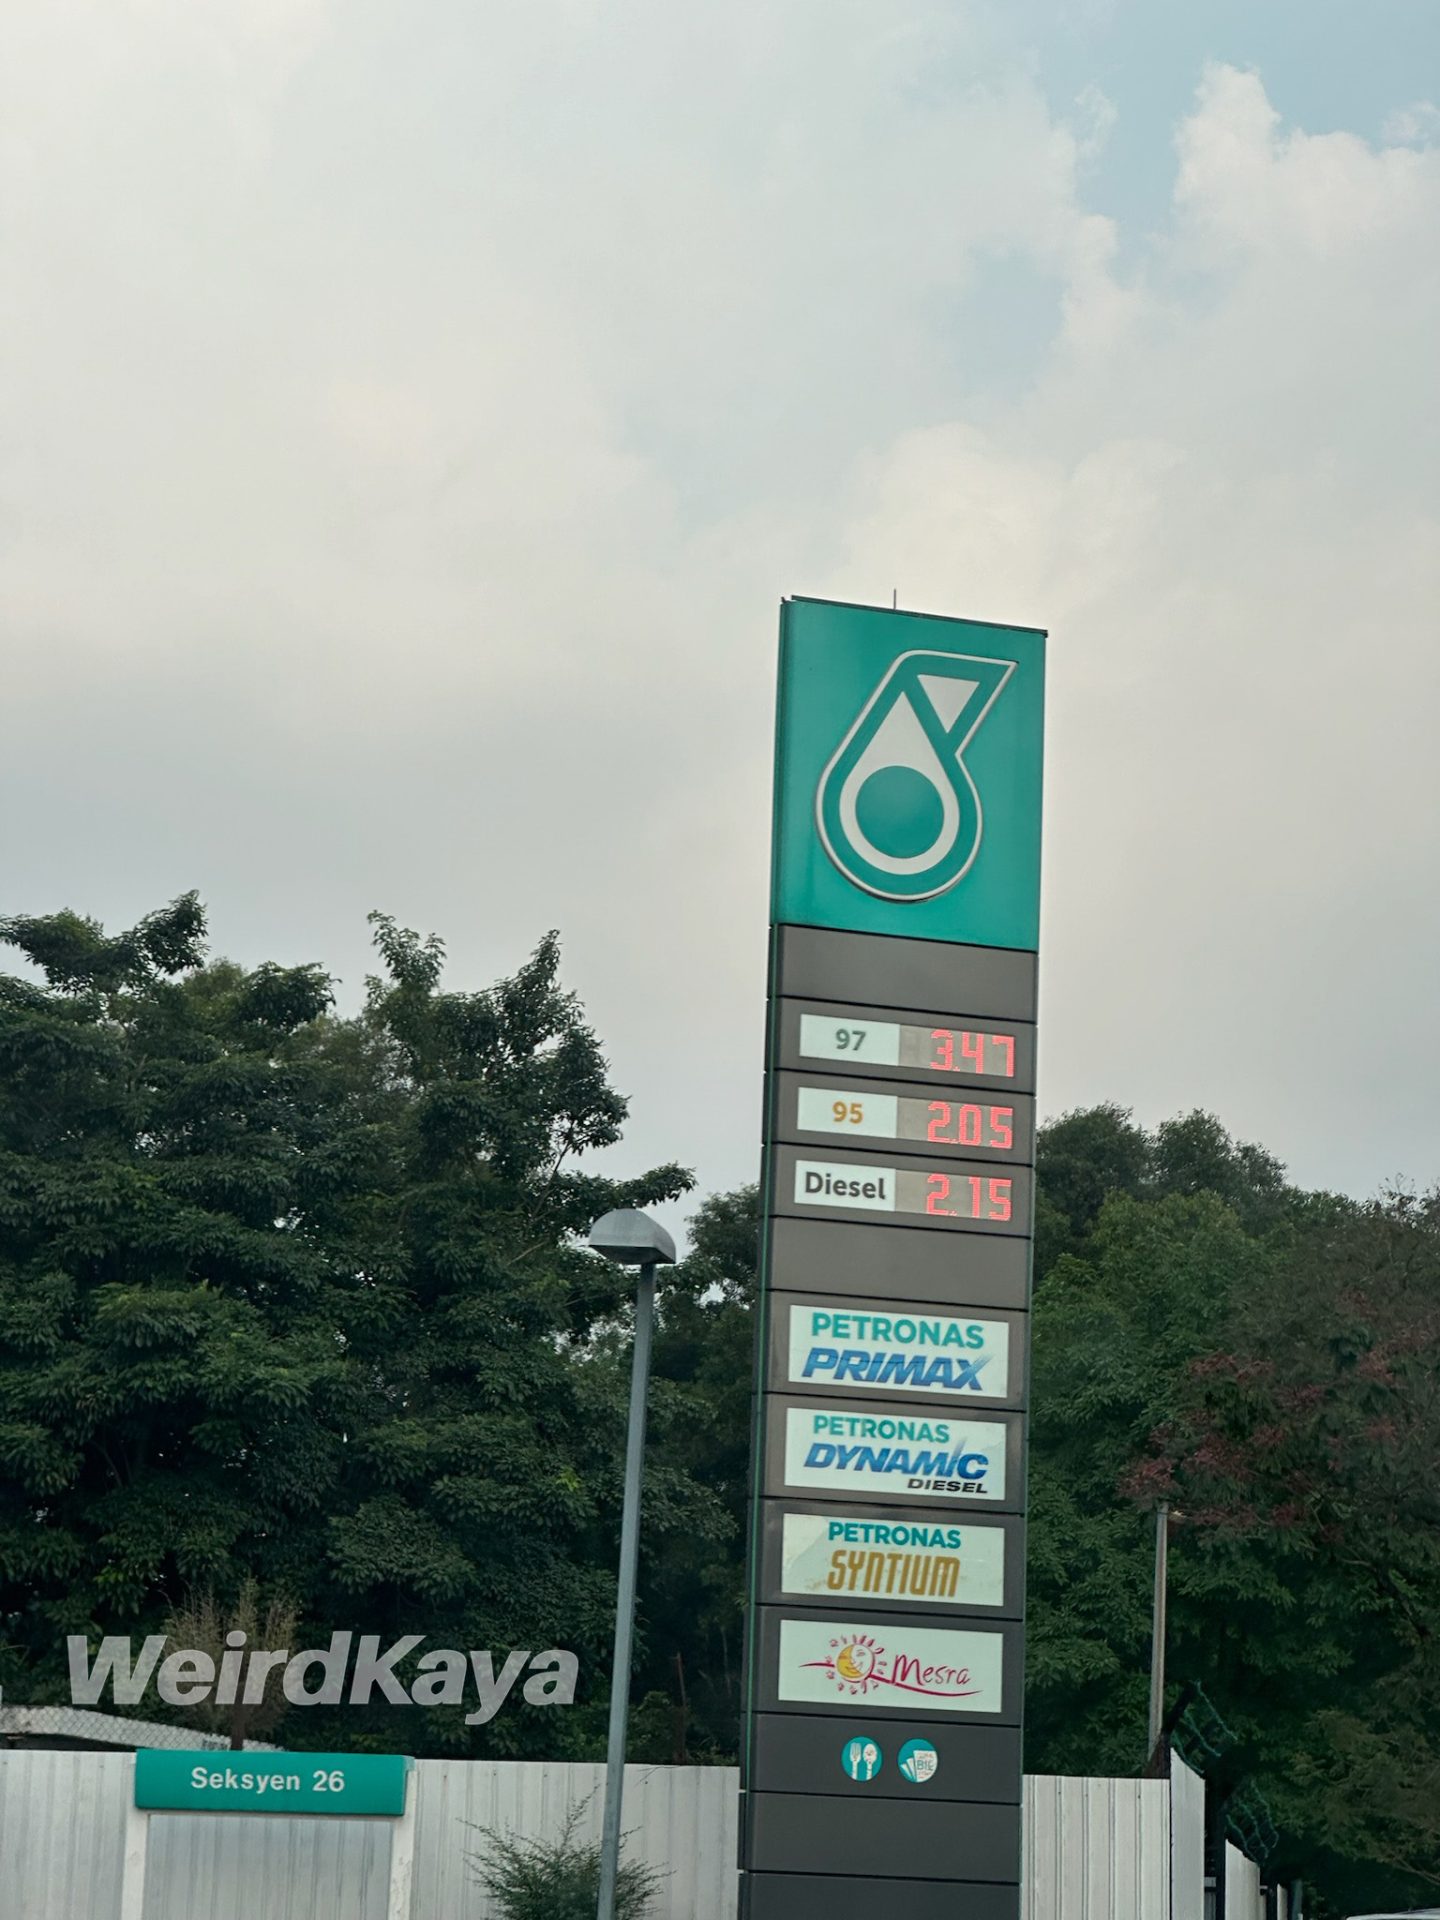 97 3.47
95 2.05
Diesel 2.15
PETRONAS
PRIMAX
PETRONAS
DYNAMIC
DIESEL
PETRONAS
SYNTIUM
Mesra
WeirdKaya
Seksyen 26